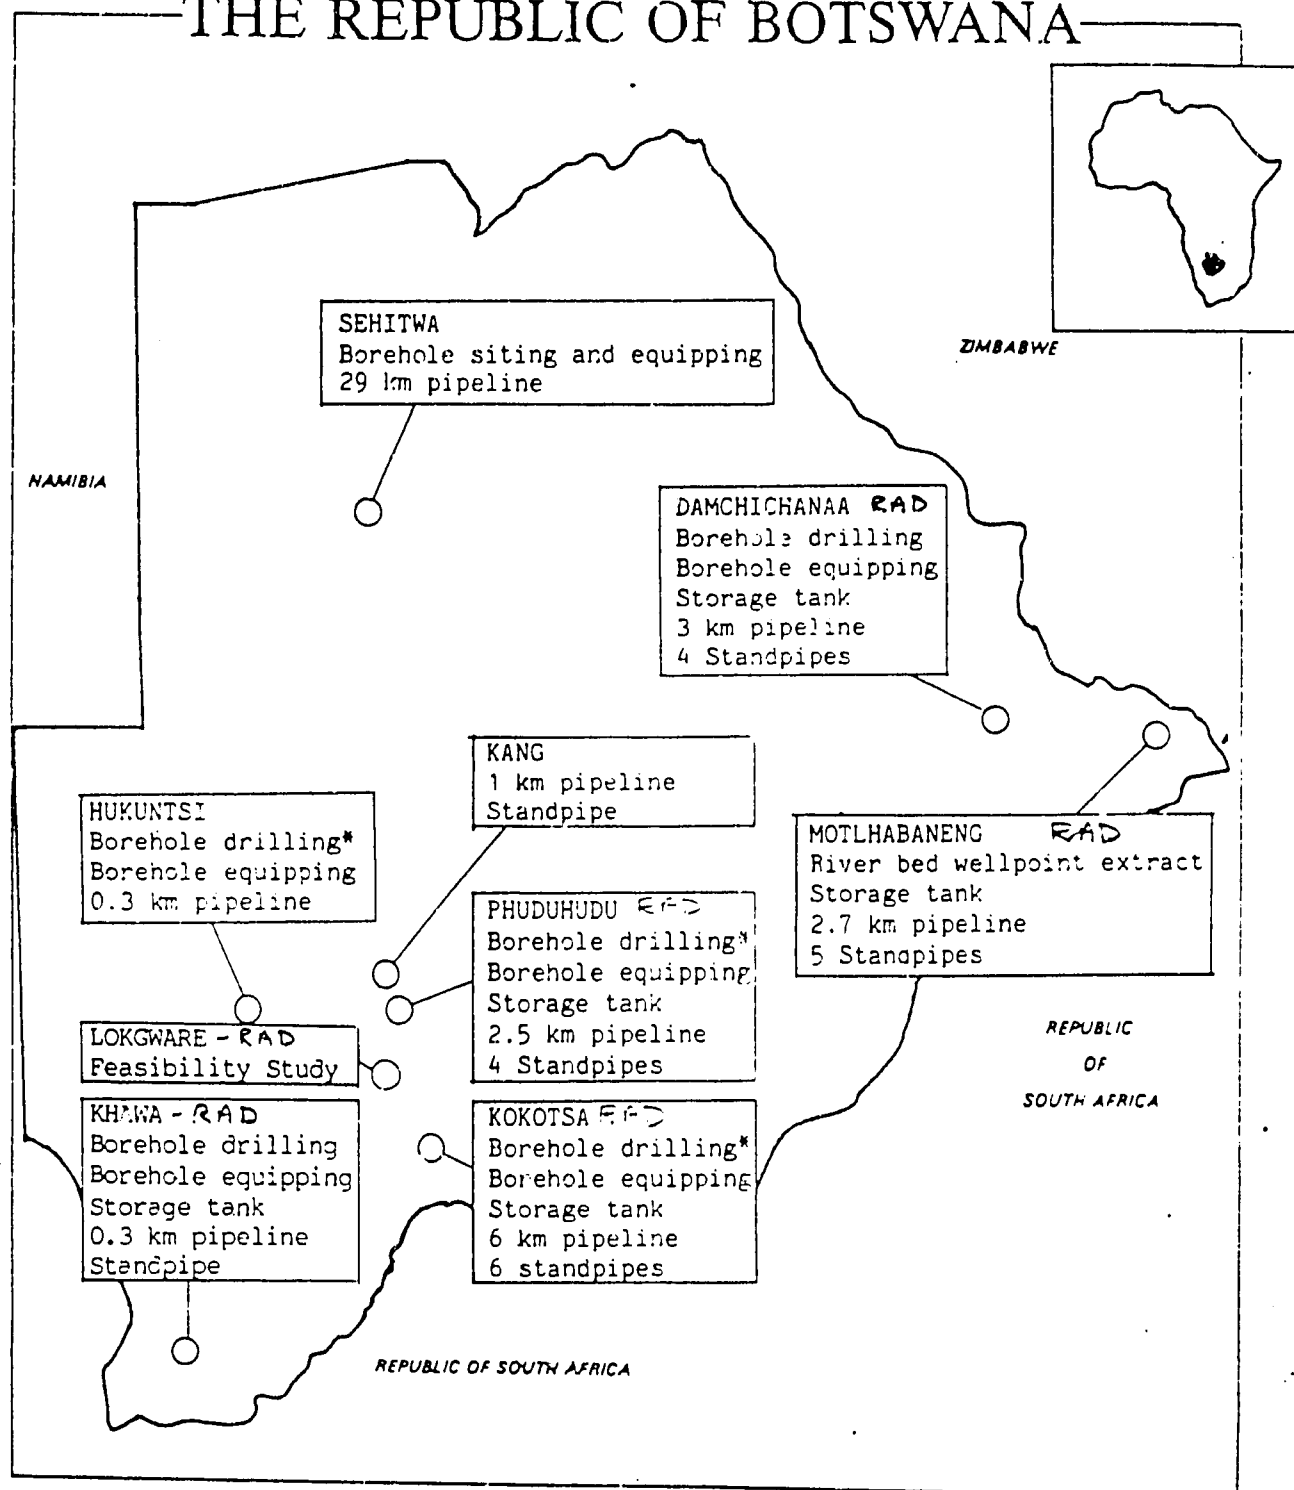 THE REPUBLIC OF BOTSWANA
SEHITWA
Borehole siting and equipping
29 km pipeline
ZIMBABWE
NAMIBIA
DAMCHICHANAA RAD
Borehole drilling
Borehole equipping
Storage tank
3 km pipeline
4 Standpipes
KANG
1 km pipeline
Standpipe
HUKUNTSI
Borehole drilling*
Borehole equipping
0.3 km pipeline
MOTLHABANENG RAD
River bed wellpoint extract
Storage tank
2.7 km pipeline
5 Standpipes
PHUDUHUDU RAD
Borehole drilling*
Borehole equipping
Storage tank
2.5 km pipeline
4 Standpipes
LOKGWARE - RAD
Feasibility Study
REPUBLIC
OF
SOUTH AFRICA
KHAWA - RAD
Borehole drilling
Borehole equipping
Storage tank
0.3 km pipeline
Standpipe
KOKOTSA RAD
Borehole drilling*
Borehole equipping
Storage tank
6 km pipeline
6 standpipes
REPUBLIC OF SOUTH AFRICA